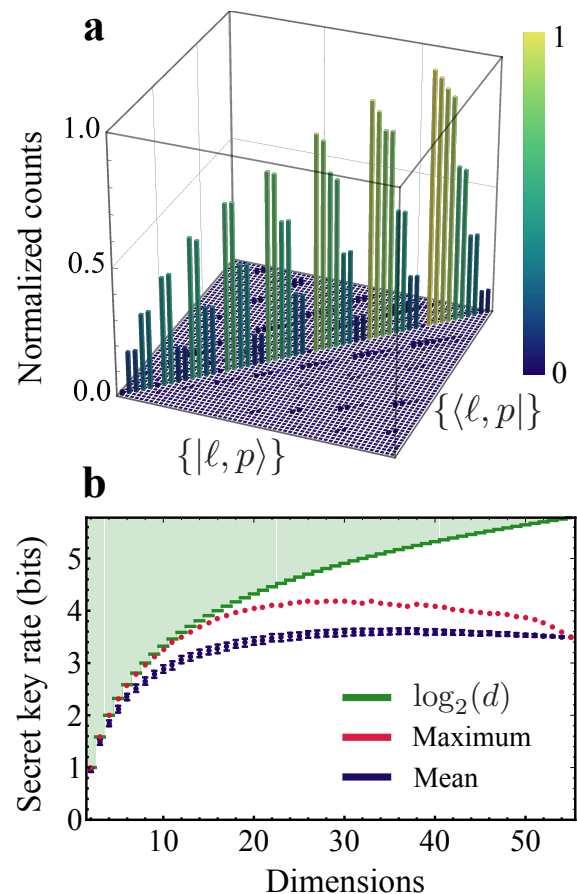 a
1
1.0
0.5
0.0
0
Normalized counts
{|ℓ, p⟩}
{⟨ℓ, p|}
b
5
4
3
2
1
0
Secret key rate (bits)
log₂(d)
Maximum
Mean
10 20 30 40 50
Dimensions